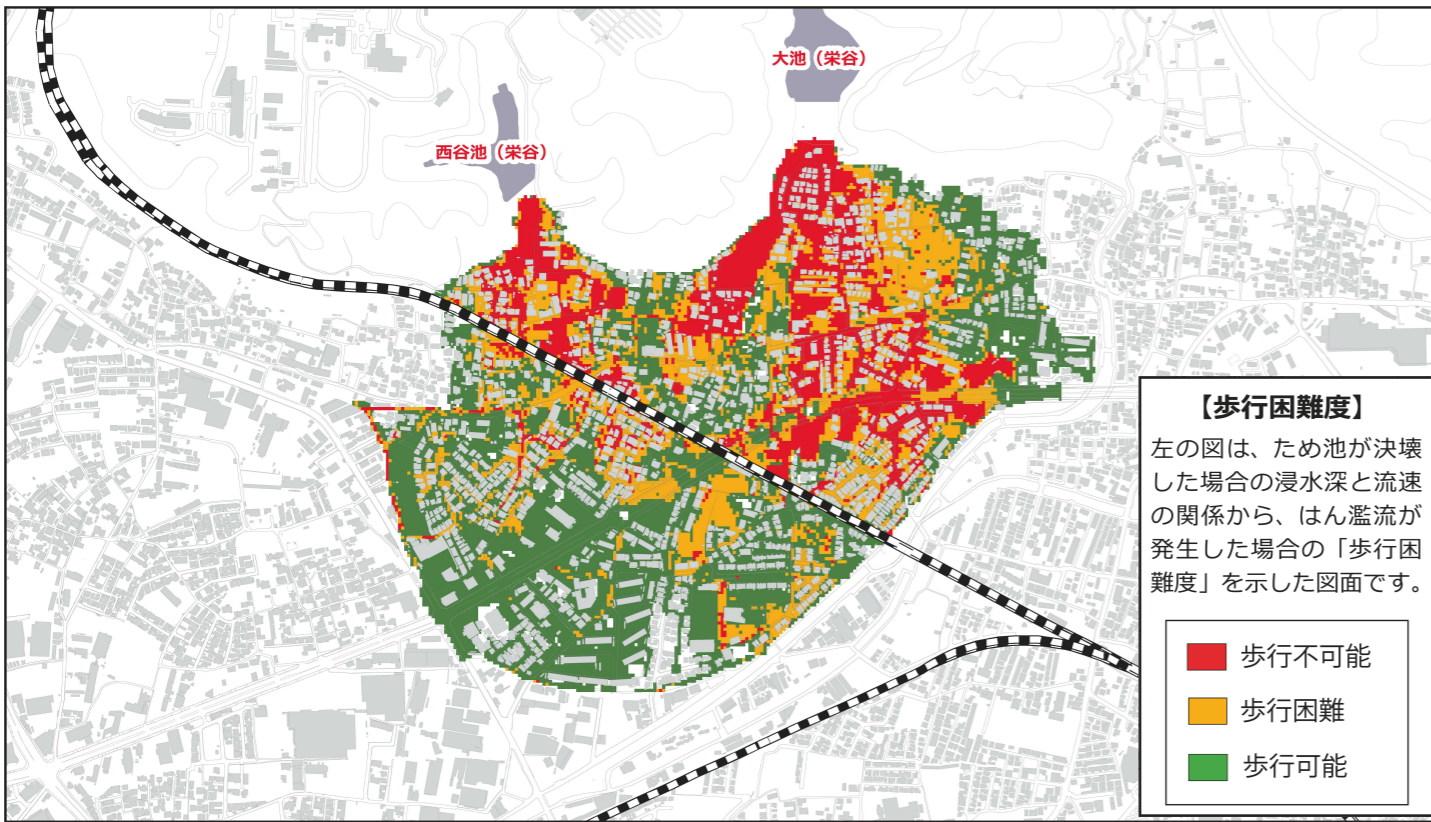 大池（栄谷）
西谷池（栄谷）
【歩行困難度】
左の図は、ため池が決壊
した場合の浸水深と流速
の関係から、はん濫流が
発生した場合の「歩行困
難度」を示した図面です。
歩行不可能
歩行困難
歩行可能